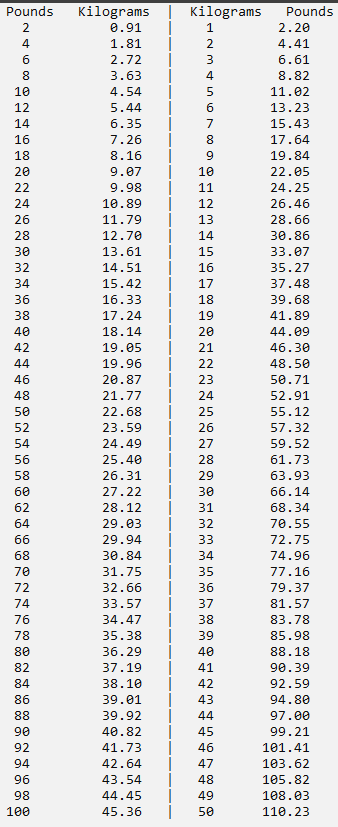 Pounds Kilograms | Kilograms Pounds
2 0.91 | 1 2.20
4 1.81 | 2 4.41
6 2.72 | 3 6.61
8 3.63 | 4 8.82
10 4.54 | 5 11.02
12 5.44 | 6 13.23
14 6.35 | 7 15.43
16 7.26 | 8 17.64
18 8.16 | 9 19.84
20 9.07 | 10 22.05
22 9.98 | 11 24.25
24 10.89 | 12 26.46
26 11.79 | 13 28.66
28 12.70 | 14 30.86
30 13.61 | 15 33.07
32 14.51 | 16 35.27
34 15.42 | 17 37.48
36 16.33 | 18 39.68
38 17.24 | 19 41.89
40 18.14 | 20 44.09
42 19.05 | 21 46.30
44 19.96 | 22 48.50
46 20.87 | 23 50.71
48 21.77 | 24 52.91
50 22.68 | 25 55.12
52 23.59 | 26 57.32
54 24.49 | 27 59.52
56 25.40 | 28 61.73
58 26.31 | 29 63.93
60 27.22 | 30 66.14
62 28.12 | 31 68.34
64 29.03 | 32 70.55
66 29.94 | 33 72.75
68 30.84 | 34 74.96
70 31.75 | 35 77.16
72 32.66 | 36 79.37
74 33.57 | 37 81.57
76 34.47 | 38 83.78
78 35.38 | 39 85.98
80 36.29 | 40 88.18
82 37.19 | 41 90.39
84 38.10 | 42 92.59
86 39.01 | 43 94.80
88 39.92 | 44 97.00
90 40.82 | 45 99.21
92 41.73 | 46 101.41
94 42.64 | 47 103.62
96 43.54 | 48 105.82
98 44.45 | 49 108.03
100 45.36 | 50 110.23